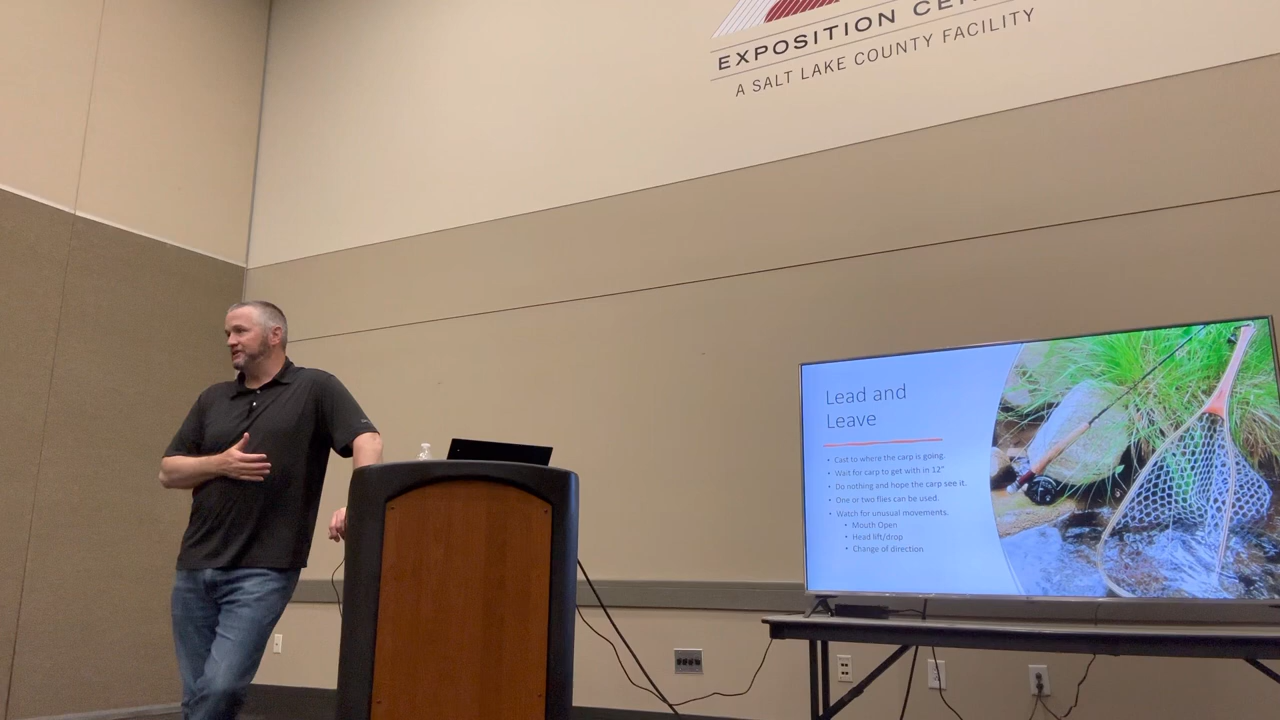 EXPOSITION CEN
A SALT LAKE COUNTY FACILITY
Lead and
Leave
• Cast to where the carp is going.
• Wait for carp to get with in 12"
• Do nothing and hope the carp see it.
• One or two flies can be used.
• Watch for unusual movements.
• Mouth Open
• Head lift/drop
• Change of direction